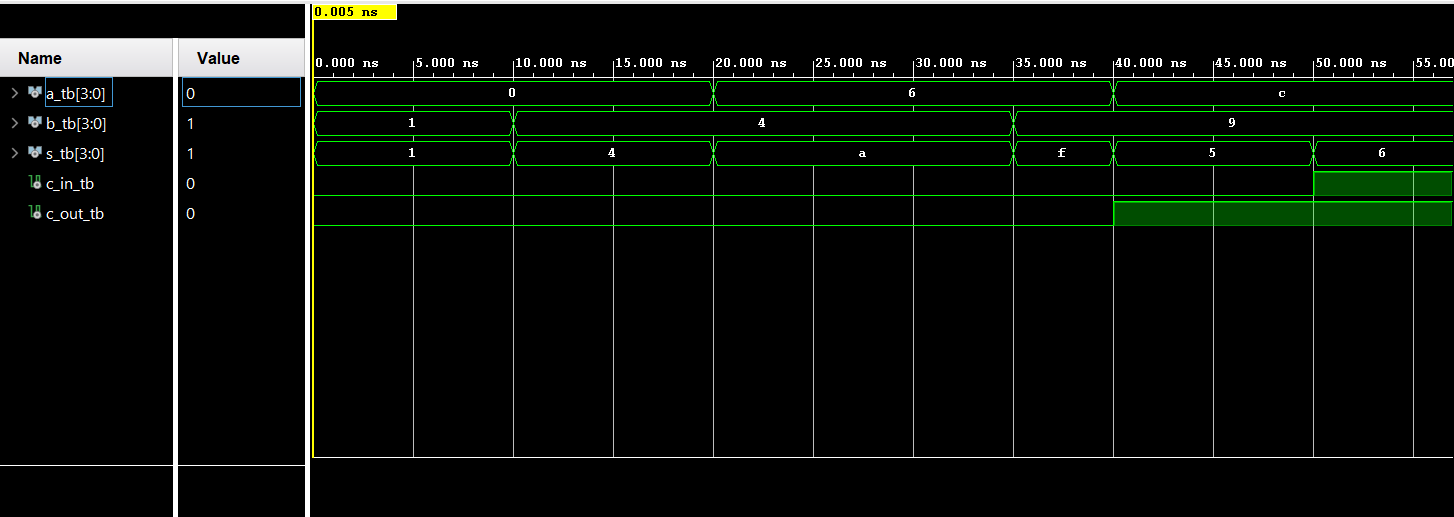 0.005 ns
Name Value
0.000 ns 5.000 ns 10.000 ns 15.000 ns 20.000 ns 25.000 ns 30.000 ns 35.000 ns 40.000 ns 45.000 ns 50.000 ns 55.00
a_tb[3:0] 0 0 6 c
b_tb[3:0] 1 1 4 9
s_tb[3:0] 1 1 4 a f 5 6
c_in_tb 0
c_out_tb 0